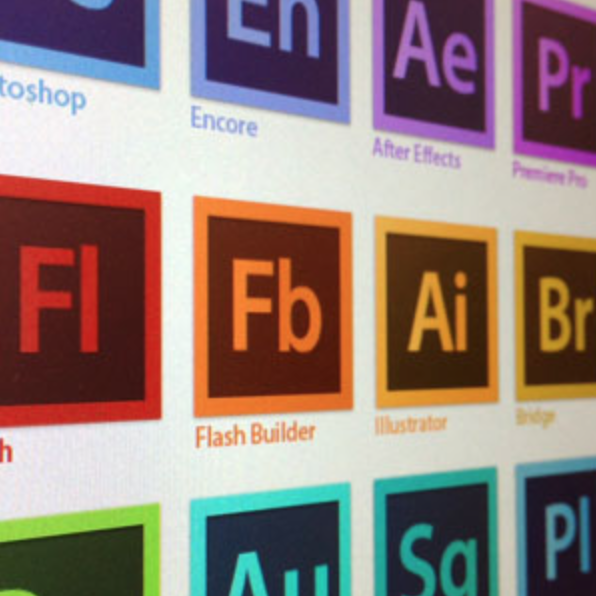 En Ae Pr
toshop Encore After Effects Premiere Pro
Fl Fb Ai Br
h Flash Builder Illustrator Bridge
Au Sg Pl